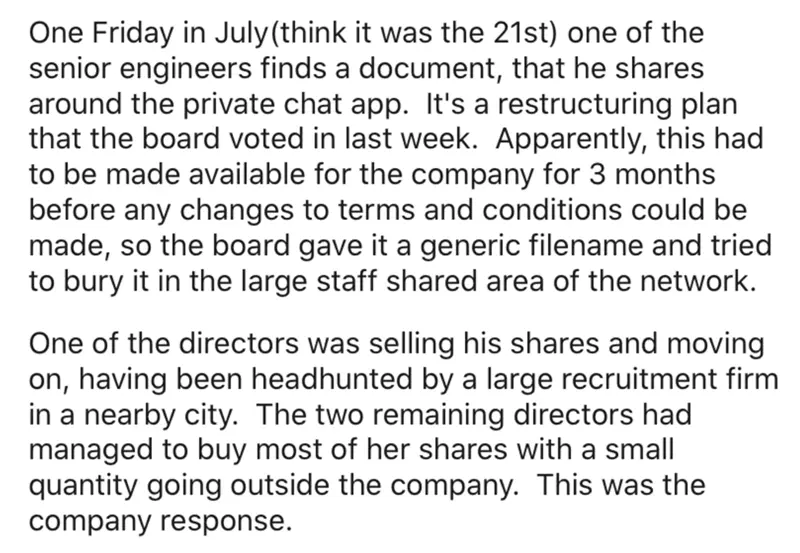 One Friday in July(think it was the 21st) one of the
senior engineers finds a document, that he shares
around the private chat app.  It's a restructuring plan
that the board voted in last week.  Apparently, this had
to be made available for the company for 3 months
before any changes to terms and conditions could be
made, so the board gave it a generic filename and tried
to bury it in the large staff shared area of the network.

One of the directors was selling his shares and moving
on, having been headhunted by a large recruitment firm
in a nearby city.  The two remaining directors had
managed to buy most of her shares with a small
quantity going outside the company.  This was the
company response.